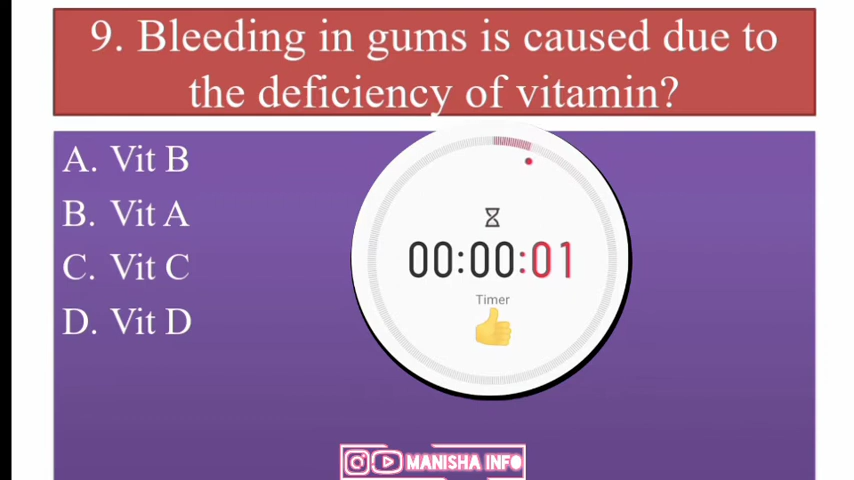 9. Bleeding in gums is caused due to
the deficiency of vitamin?
A. Vit B
B. Vit A
C. Vit C
D. Vit D
00:00:01
Timer
MANISHA INFO